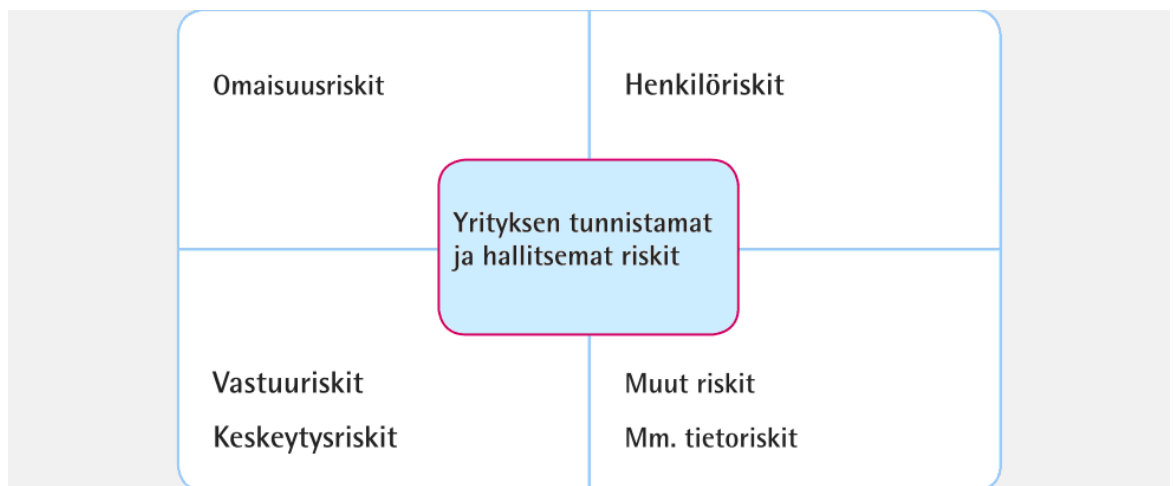 Omaisuusriskit
Henkilöriskit
Yrityksen tunnistamat
ja hallitsemat riskit
Vastuuriskit
Keskeytysriskit
Muut riskit
Mm. tietoriskit